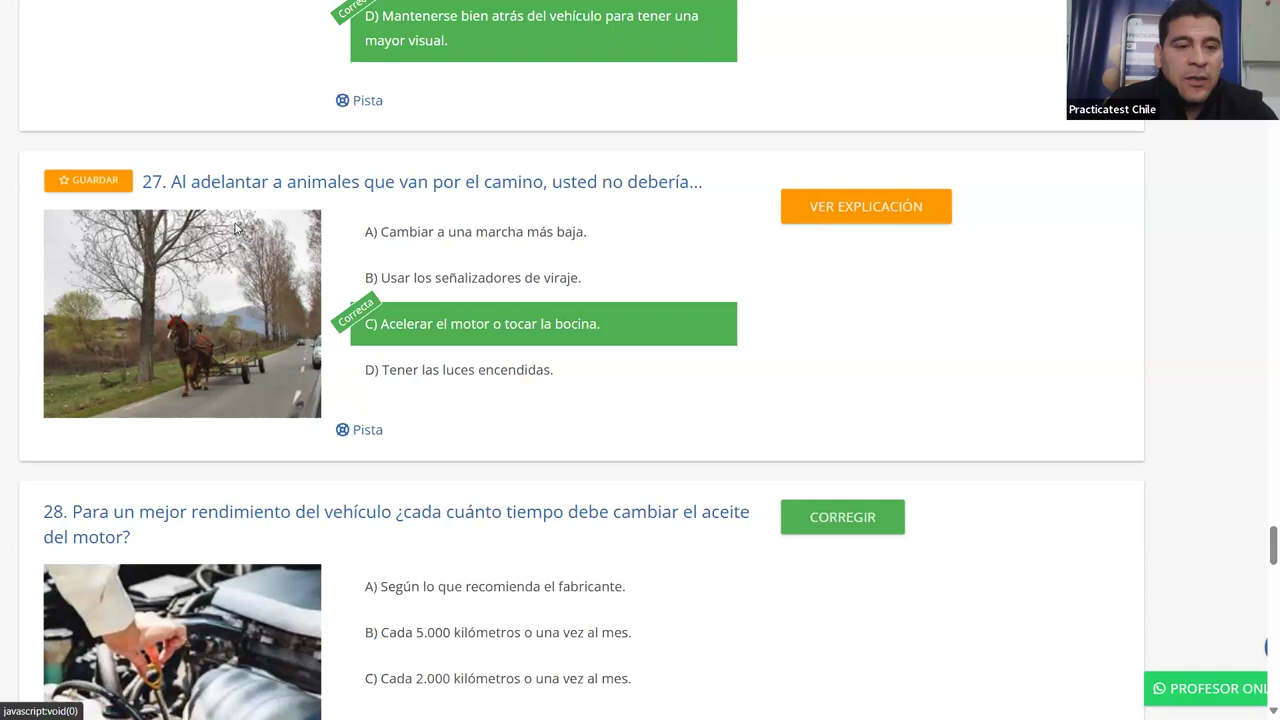 D) Mantenerse bien atrás del vehículo para tener una
mayor visual.
Pista
Practicatest Chile
GUARDAR
27. Al adelantar a animales que van por el camino, usted no debería...
VER EXPLICACIÓN
A) Cambiar a una marcha más baja.
B) Usar los señalizadores de viraje.
Correcta
C) Acelerar el motor o tocar la bocina.
D) Tener las luces encendidas.
Pista
28. Para un mejor rendimiento del vehículo ¿cada cuánto tiempo debe cambiar el aceite
del motor?
CORREGIR
A) Según lo que recomienda el fabricante.
B) Cada 5.000 kilómetros o una vez al mes.
C) Cada 2.000 kilómetros o una vez al mes.
PROFESOR ONL
javascript:void(0)